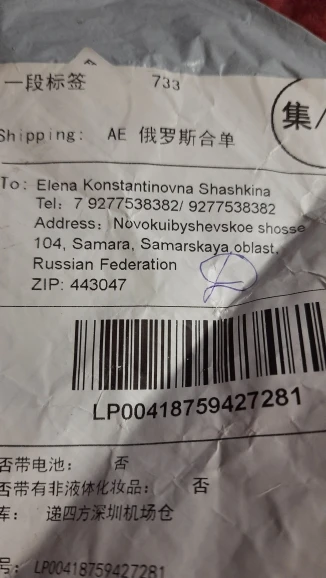 一段标签 733
集/
Shipping: AE 俄罗斯合单
To: Elena Konstantinovna Shashkina
Tel: 7 9277538382/ 9277538382
Address: Novokuibyshevskoe shosse
104, Samara, Samarskaya oblast,
Russian Federation
ZIP: 443047
LP00418759427281
否带电池: 否
否带有非液体化妆品: 否
库: 递四方深圳机场仓
号: LP00418759427281